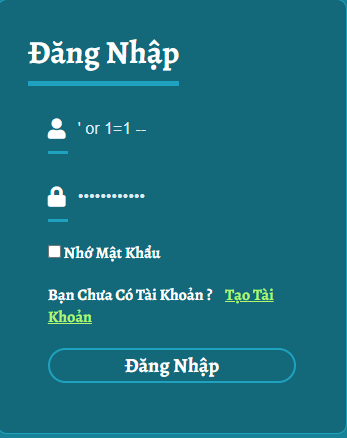 Đăng Nhập
' or 1=1 --
••••••••••••
Nhớ Mật Khẩu
Bạn Chưa Có Tài Khoản ? Tạo Tài
Khoản
Đăng Nhập